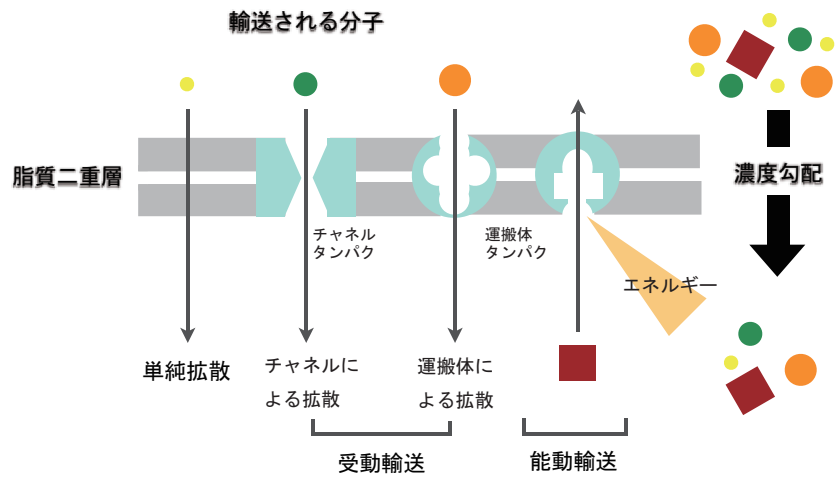 輸送される分子
脂質二重層
濃度勾配
チャネル
タンパク
運搬体
タンパク
エネルギー
単純拡散
チャネルに
よる拡散
運搬体に
よる拡散
受動輸送
能動輸送